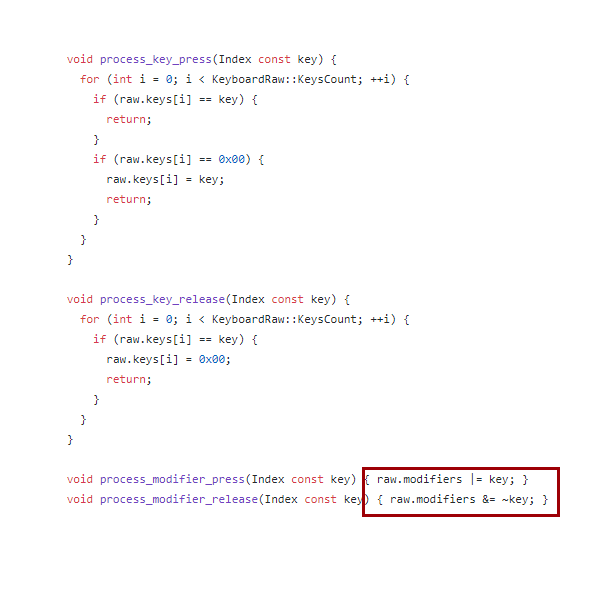 void process_key_press(Index const key) {
for (int i = 0; i < KeyboardRaw::KeysCount; ++i) {
if (raw.keys[i] == key) {
return;
}
if (raw.keys[i] == 0x00) {
raw.keys[i] = key;
return;
}
}
}
void process_key_release(Index const key) {
for (int i = 0; i < KeyboardRaw::KeysCount; ++i) {
if (raw.keys[i] == key) {
raw.keys[i] = 0x00;
return;
}
}
}
void process_modifier_press(Index const key) { raw.modifiers |= key; }
void process_modifier_release(Index const key) { raw.modifiers &= ~key; }